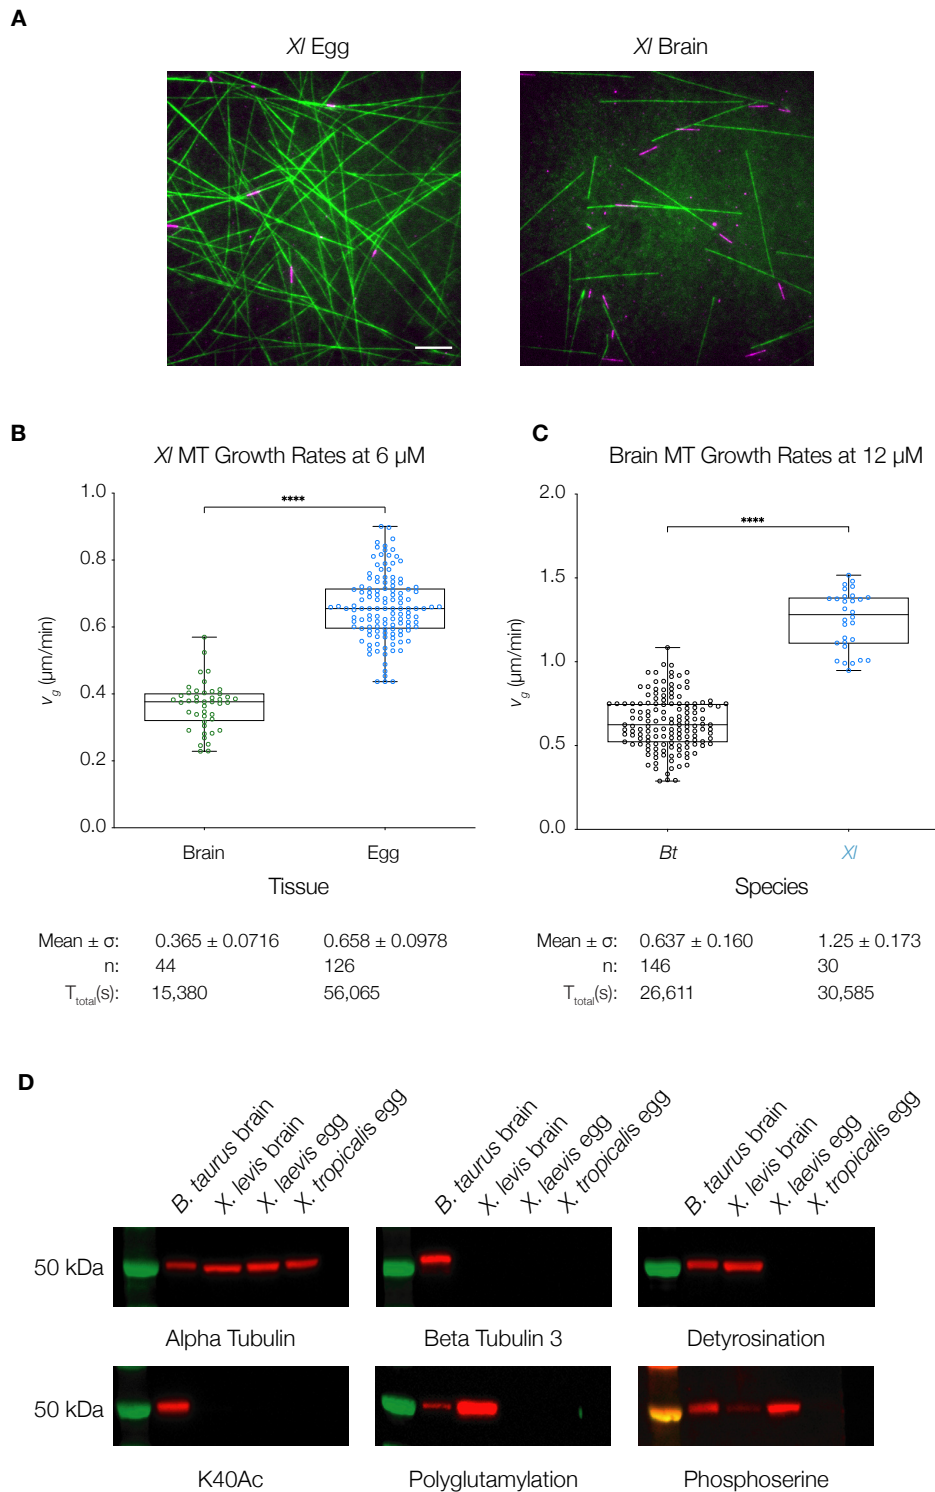 A
Xl Egg
Xl Brain
B
C
Xl MT Growth Rates at 6 µM
Brain MT Growth Rates at 12 µM
****
****
1.0
0.8
0.6
0.4
0.2
0.0
vg (µm/min)
Brain
Egg
Tissue
2.0
1.5
1.0
0.5
0.0
vg (µm/min)
Bt
Xl
Species
Mean ± σ: 0.365 ± 0.0716 0.658 ± 0.0978
n: 44 126
Ttotal(s): 15,380 56,065
Mean ± σ: 0.637 ± 0.160 1.25 ± 0.173
n: 146 30
Ttotal(s): 26,611 30,585
D
B. taurus brain
X. levis brain
X. laevis egg
X. tropicalis egg
B. taurus brain
X. levis brain
X. laevis egg
X. tropicalis egg
B. taurus brain
X. levis brain
X. laevis egg
X. tropicalis egg
50 kDa
Alpha Tubulin
Beta Tubulin 3
Detyrosination
50 kDa
K40Ac
Polyglutamylation
Phosphoserine